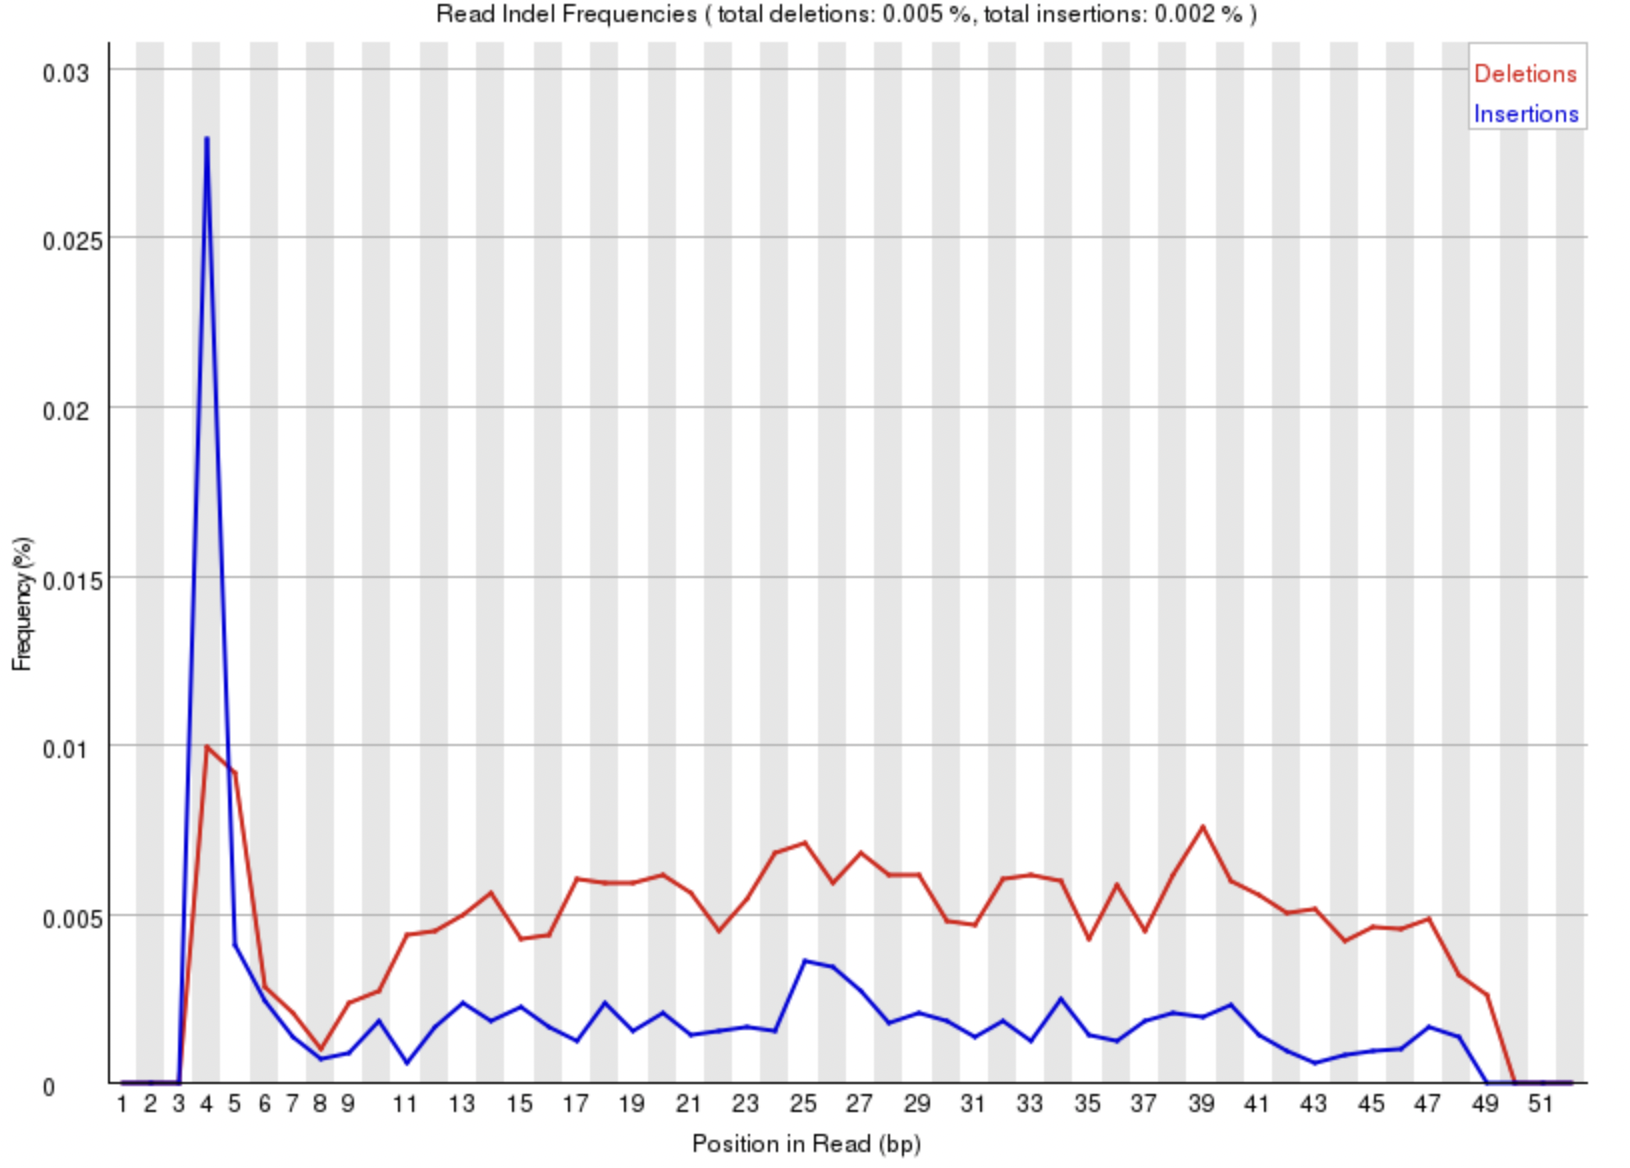 Read Indel Frequencies ( total deletions: 0.005 %, total insertions: 0.002 % )
Deletions
Insertions
0.03
0.025
0.02
0.015
0.01
0.005
0
Frequency (%)
1 2 3 4 5 6 7 8 9 11 13 15 17 19 21 23 25 27 29 31 33 35 37 39 41 43 45 47 49 51
Position in Read (bp)